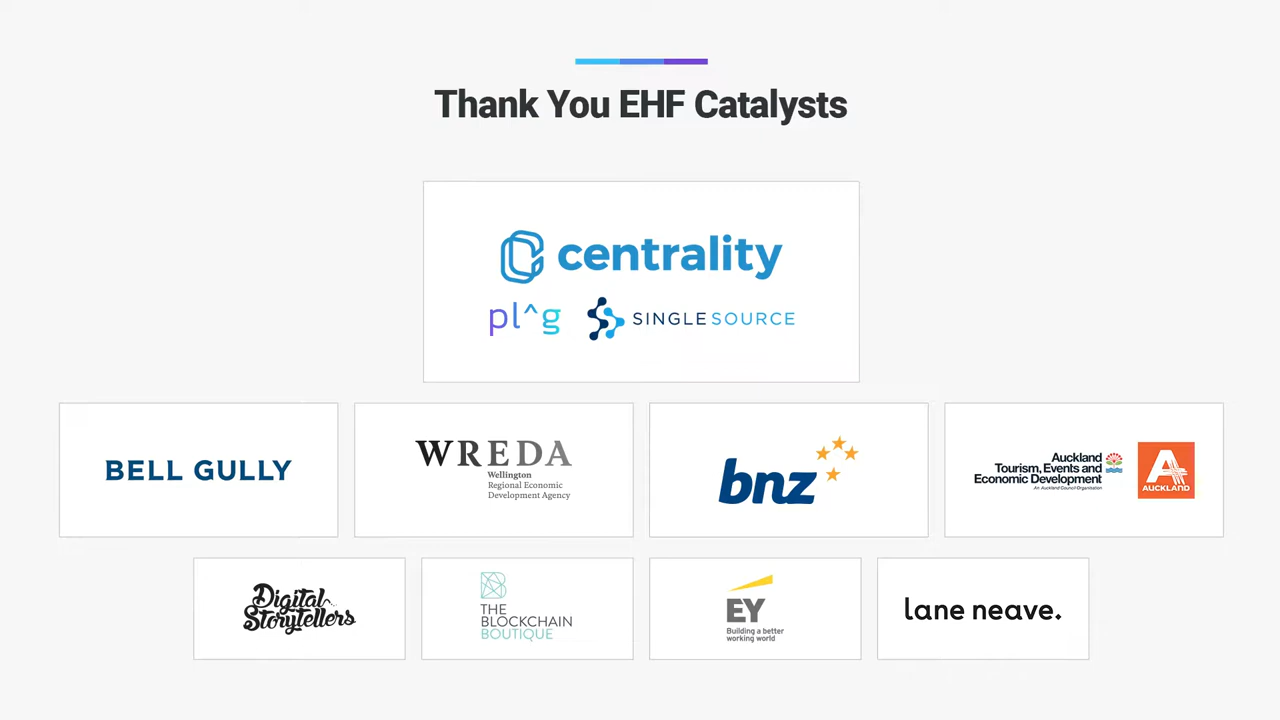 Thank You EHF Catalysts
centrality
pl^g
SINGLESOURCE
BELL GULLY
WREDA
Wellington
Regional Economic
Development Agency
bnz
Auckland
Tourism, Events and
Economic Development
An Auckland Council Organisation
AUCKLAND
Digital
Storytellers
THE
BLOCKCHAIN
BOUTIQUE
EY
Building a better
working world
lane neave.